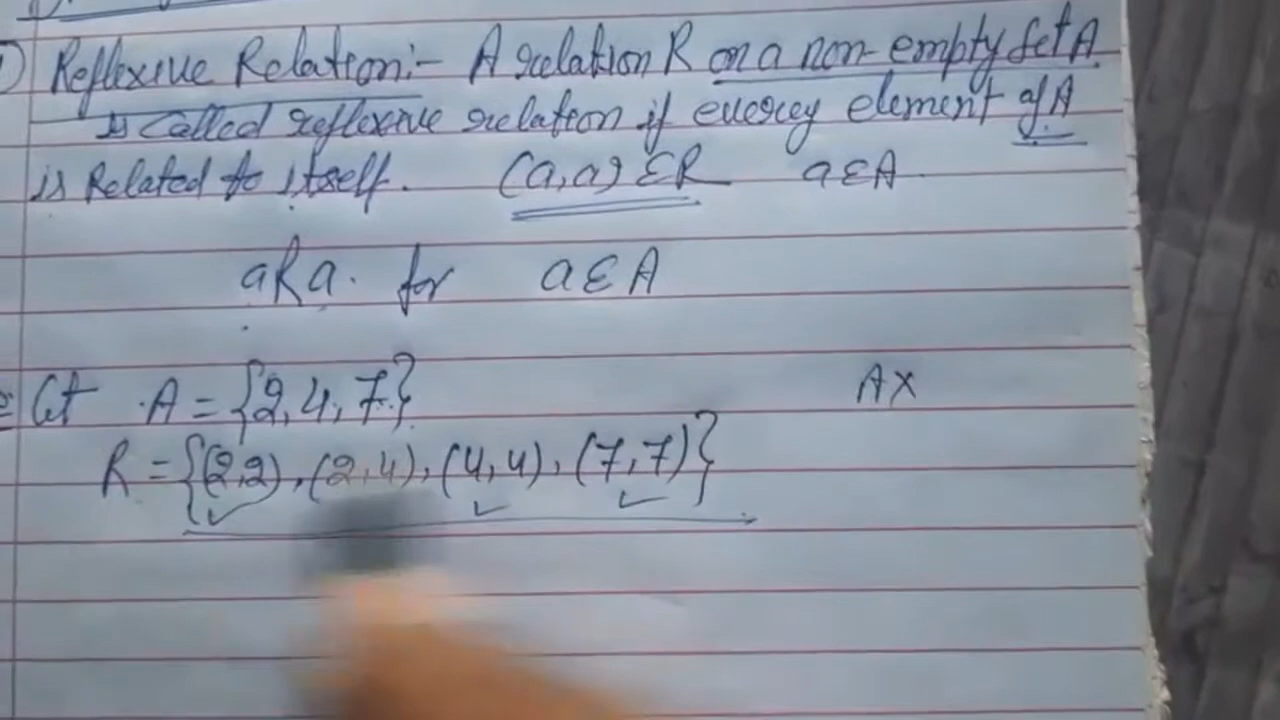 Reflexive Relation:- A relation R on a non-empty Set A
is Called reflexive relation if every element of A
is Related to itself. (a,a) ∈ R a ∈ A
aRa. for a ∈ A
let A = {2,4,7} A×
R = {(2,2), (2,4), (4,4), (7,7)}